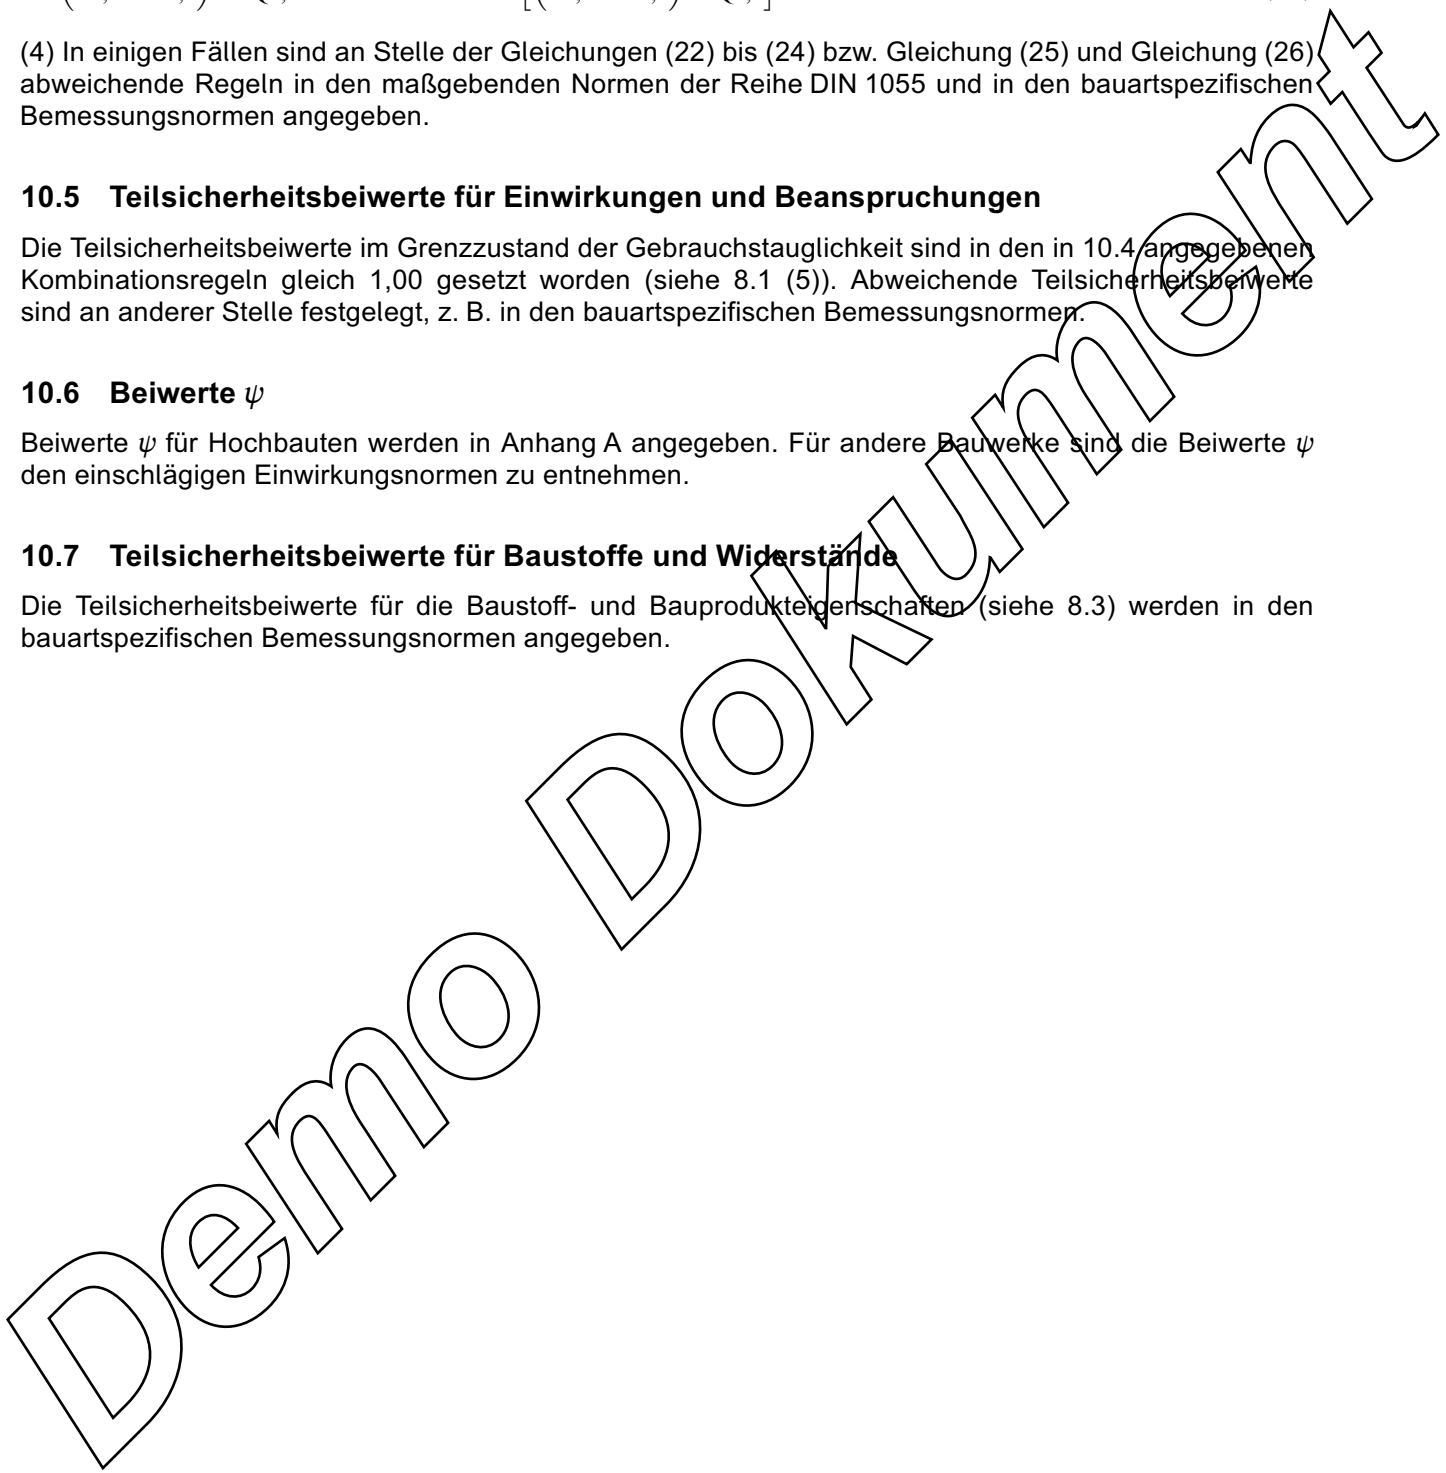 (4) In einigen Fällen sind an Stelle der Gleichungen (22) bis (24) bzw. Gleichung (25) und Gleichung (26)
abweichende Regeln in den maßgebenden Normen der Reihe DIN 1055 und in den bauartspezifischen
Bemessungsnormen angegeben.
10.5 Teilsicherheitsbeiwerte für Einwirkungen und Beanspruchungen
Die Teilsicherheitsbeiwerte im Grenzzustand der Gebrauchstauglichkeit sind in den in 10.4 angegebenen
Kombinationsregeln gleich 1,00 gesetzt worden (siehe 8.1 (5)). Abweichende Teilsicherheitsbeiwerte
sind an anderer Stelle festgelegt, z. B. in den bauartspezifischen Bemessungsnormen.
10.6 Beiwerte ψ
Beiwerte ψ für Hochbauten werden in Anhang A angegeben. Für andere Bauwerke sind die Beiwerte ψ
den einschlägigen Einwirkungsnormen zu entnehmen.
10.7 Teilsicherheitsbeiwerte für Baustoffe und Widerstände
Die Teilsicherheitsbeiwerte für die Baustoff- und Bauprodukteigenschaften (siehe 8.3) werden in den
bauartspezifischen Bemessungsnormen angegeben.
Demo Dokument